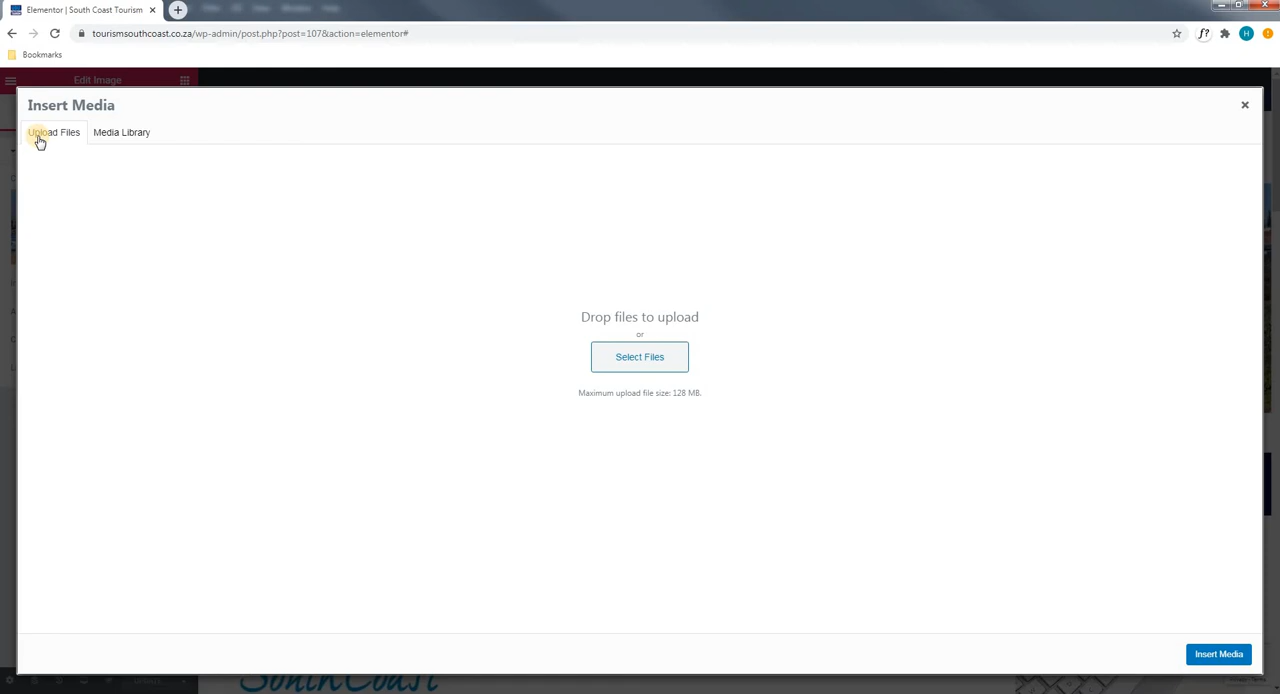 Elementor | South Coast Tourism
tourismsouthcoast.co.za/wp-admin/post.php?post=107&action=elementor#
Bookmarks
Edit Image
Insert Media
Upload Files
Media Library
Drop files to upload
or
Select Files
Maximum upload file size: 128 MB.
Insert Media
UPDATE
SouthCoast